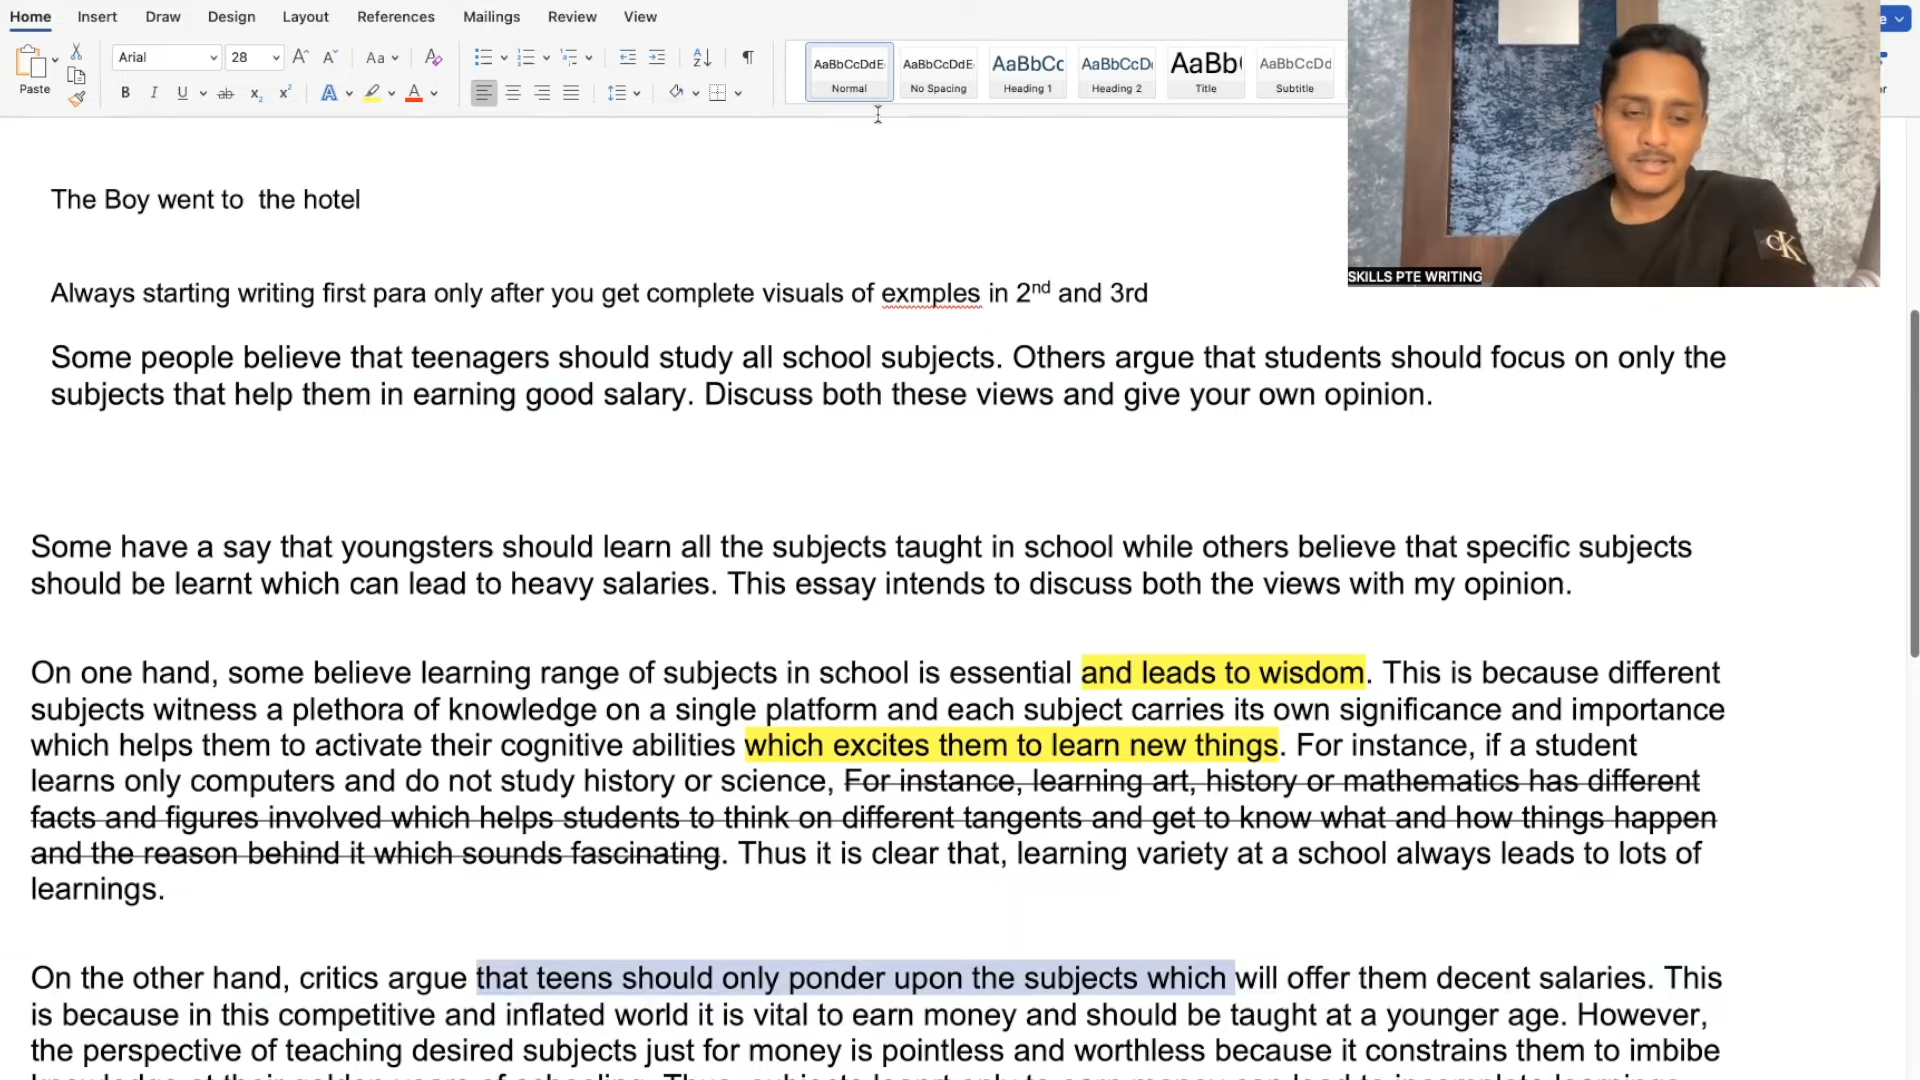 Home Insert Draw Design Layout References Mailings Review View
Paste Arial 28 Aa
AaBbCcDdE AaBbCcDdE AaBbCc AaBbCcD AaBb AaBbCcDd
Normal No Spacing Heading 1 Heading 2 Title Subtitle
CK
SKILLS PTE WRITING
The Boy went to  the hotel
Always starting writing first para only after you get complete visuals of exmples in 2nd and 3rd
Some people believe that teenagers should study all school subjects. Others argue that students should focus on only the
subjects that help them in earning good salary. Discuss both these views and give your own opinion.
Some have a say that youngsters should learn all the subjects taught in school while others believe that specific subjects
should be learnt which can lead to heavy salaries. This essay intends to discuss both the views with my opinion.
On one hand, some believe learning range of subjects in school is essential and leads to wisdom. This is because different
subjects witness a plethora of knowledge on a single platform and each subject carries its own significance and importance
which helps them to activate their cognitive abilities which excites them to learn new things. For instance, if a student
learns only computers and do not study history or science, For instance, learning art, history or mathematics has different
facts and figures involved which helps students to think on different tangents and get to know what and how things happen
and the reason behind it which sounds fascinating. Thus it is clear that, learning variety at a school always leads to lots of
learnings.
On the other hand, critics argue that teens should only ponder upon the subjects which will offer them decent salaries. This
is because in this competitive and inflated world it is vital to earn money and should be taught at a younger age. However,
the perspective of teaching desired subjects just for money is pointless and worthless because it constrains them to imbibe